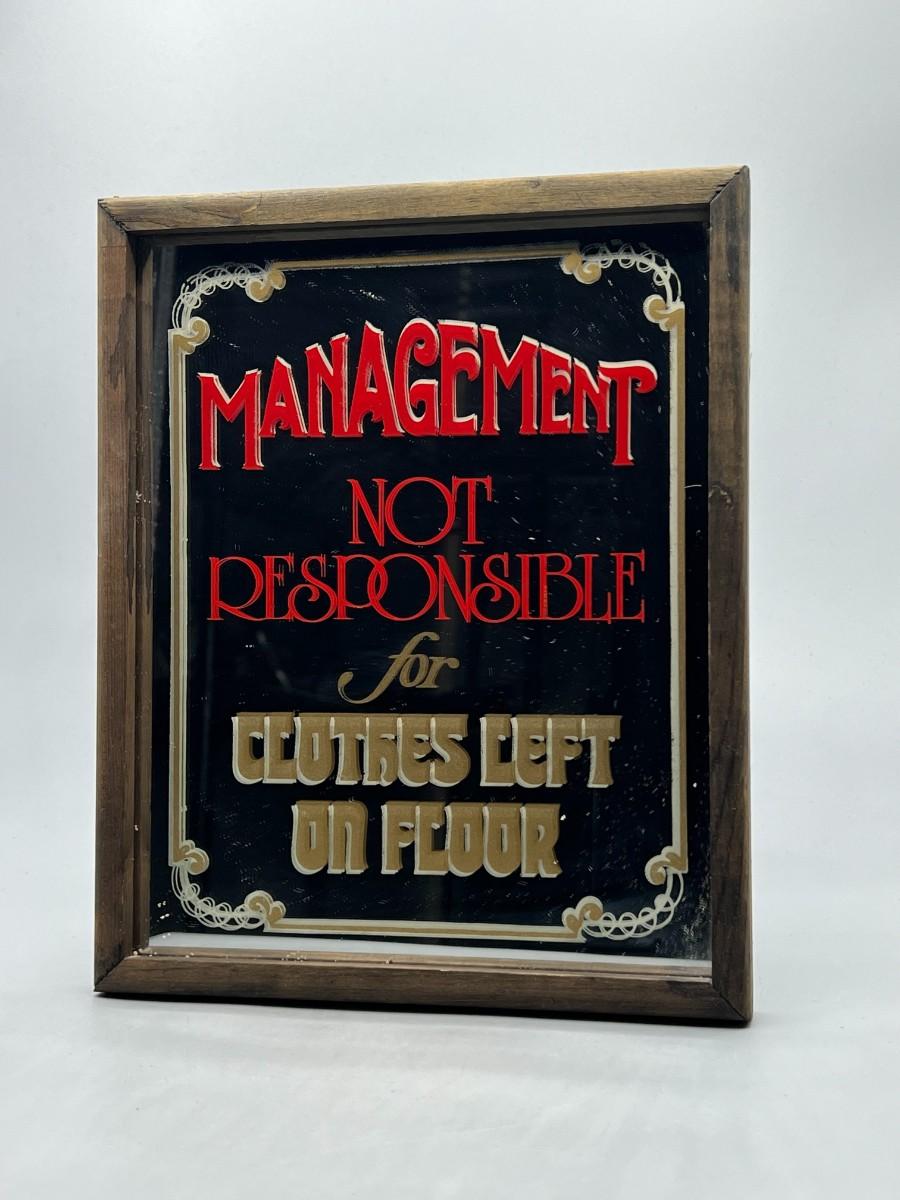 MANAGEMENT
NOT
RESPONSIBLE
for
CLOTHES LEFT
ON FLOOR